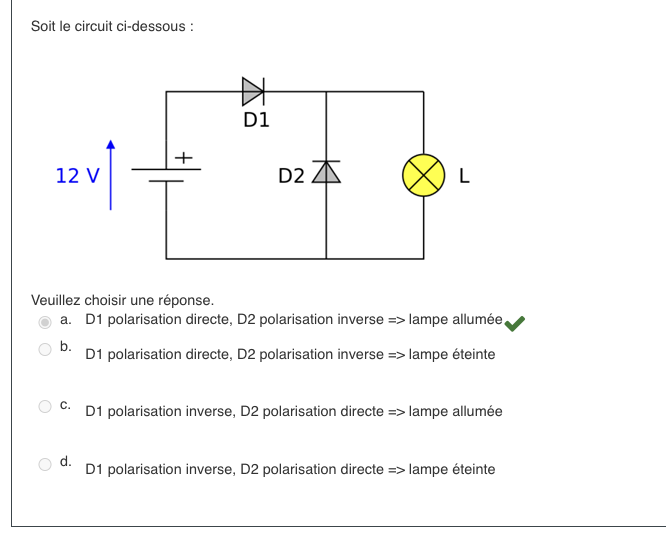 Soit le circuit ci-dessous :
D1
+
12 V
D2
L
Veuillez choisir une réponse.
a. D1 polarisation directe, D2 polarisation inverse => lampe allumée
b. D1 polarisation directe, D2 polarisation inverse => lampe éteinte
c. D1 polarisation inverse, D2 polarisation directe => lampe allumée
d. D1 polarisation inverse, D2 polarisation directe => lampe éteinte